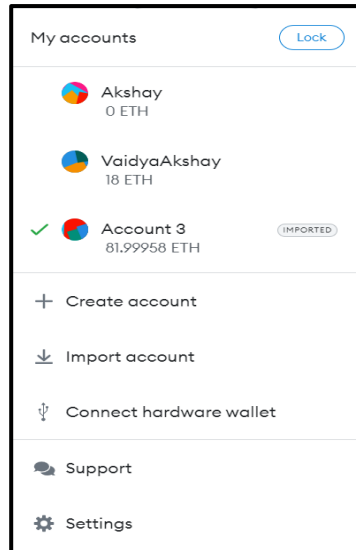 My accounts
Lock
Akshay
0 ETH
VaidyaAkshay
18 ETH
Account 3
IMPORTED
81.99958 ETH
Create account
Import account
Connect hardware wallet
Support
Settings